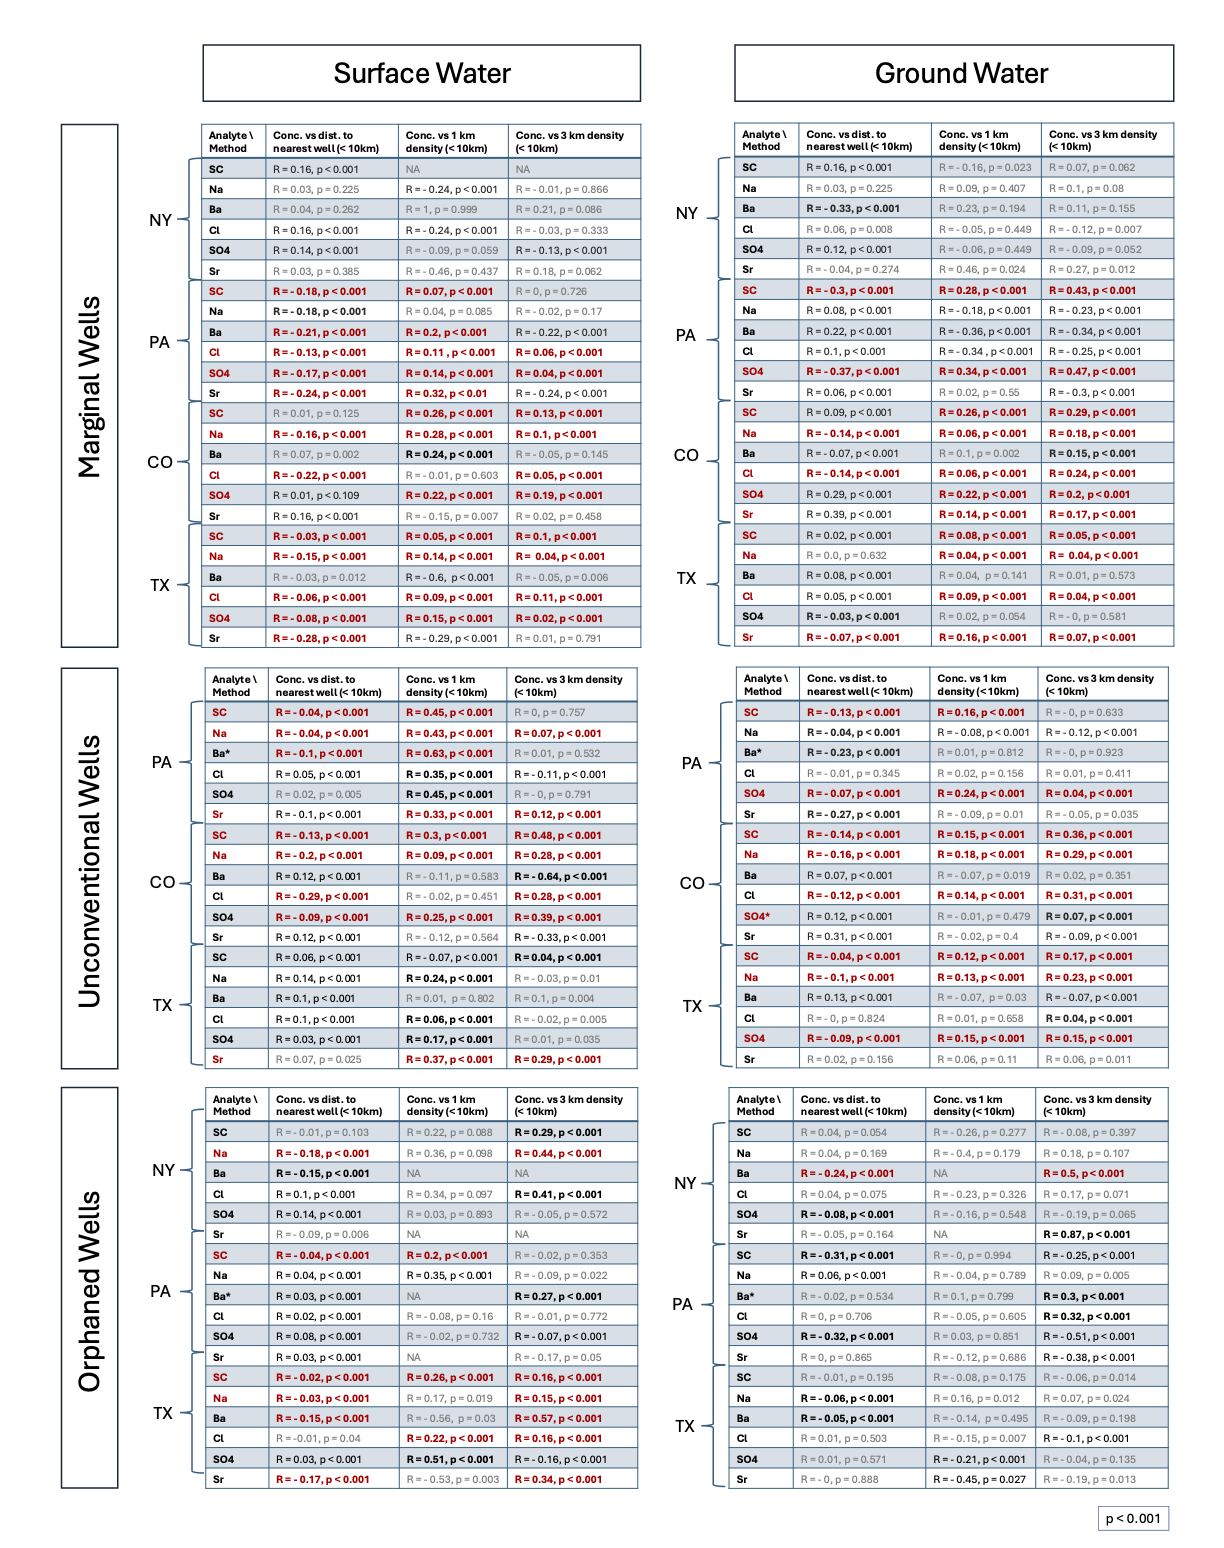 Surface Water
Ground Water
Marginal Wells
Analyte \ Method | Conc. vs dist. to nearest well (< 10km) | Conc. vs 1 km density (< 10km) | Conc. vs 3 km density (< 10km)
NY
SC R = 0.16, p < 0.001 NA NA
Na R = 0.03, p = 0.225 R = - 0.24, p < 0.001 R = - 0.01, p = 0.866
Ba R = 0.04, p = 0.262 R = 1, p = 0.999 R = 0.21, p = 0.086
Cl R = 0.16, p < 0.001 R = - 0.24, p < 0.001 R = - 0.03, p = 0.333
SO4 R = 0.14, p < 0.001 R = - 0.09, p = 0.059 R = - 0.13, p < 0.001
Sr R = 0.03, p = 0.385 R = - 0.46, p = 0.437 R = 0.18, p = 0.062
PA
SC R = - 0.18, p < 0.001 R = 0.07, p < 0.001 R = 0, p = 0.726
Na R = - 0.18, p < 0.001 R = 0.04, p = 0.085 R = - 0.02, p = 0.17
Ba R = - 0.21, p < 0.001 R = 0.2, p < 0.001 R = - 0.22, p < 0.001
Cl R = - 0.13, p < 0.001 R = 0.11 , p < 0.001 R = 0.06, p < 0.001
SO4 R = - 0.17, p < 0.001 R = 0.14, p < 0.001 R = 0.04, p < 0.001
Sr R = - 0.24, p < 0.001 R = 0.32, p < 0.01 R = - 0.24, p < 0.001
CO
SC R = 0.01, p = 0.125 R = 0.26, p < 0.001 R = 0.13, p < 0.001
Na R = - 0.16, p < 0.001 R = 0.28, p < 0.001 R = 0.1, p < 0.001
Ba R = 0.07, p = 0.002 R = 0.24, p < 0.001 R = - 0.05, p = 0.145
Cl R = - 0.22, p < 0.001 R = - 0.01, p = 0.603 R = 0.05, p < 0.001
SO4 R = 0.01, p = 0.109 R = 0.22, p < 0.001 R = 0.19, p < 0.001
Sr R = 0.16, p < 0.001 R = - 0.15, p = 0.007 R = 0.02, p = 0.458
TX
SC R = - 0.03, p < 0.001 R = 0.05, p < 0.001 R = 0.1, p < 0.001
Na R = - 0.15, p < 0.001 R = 0.14, p < 0.001 R = 0.04, p < 0.001
Ba R = - 0.03, p = 0.012 R = - 0.6, p < 0.001 R = - 0.05, p = 0.006
Cl R = - 0.06, p < 0.001 R = 0.09, p < 0.001 R = 0.11, p < 0.001
SO4 R = - 0.08, p < 0.001 R = 0.15, p < 0.001 R = 0.02, p < 0.001
Sr R = - 0.28, p < 0.001 R = - 0.29, p < 0.001 R = 0.01, p = 0.791
Analyte \ Method | Conc. vs dist. to nearest well (< 10km) | Conc. vs 1 km density (< 10km) | Conc. vs 3 km density (< 10km)
NY
SC R = 0.16, p < 0.001 R = - 0.16, p = 0.023 R = 0.07, p = 0.062
Na R = 0.03, p = 0.225 R = 0.09, p = 0.407 R = 0.1, p = 0.08
Ba R = - 0.33, p < 0.001 R = 0.23, p = 0.194 R = 0.11, p = 0.155
Cl R = 0.06, p = 0.008 R = - 0.05, p = 0.449 R = - 0.12, p = 0.007
SO4 R = 0.12, p < 0.001 R = - 0.06, p = 0.449 R = - 0.09, p = 0.052
Sr R = - 0.04, p = 0.274 R = 0.46, p = 0.024 R = 0.27, p = 0.012
PA
SC R = - 0.3, p < 0.001 R = 0.28, p < 0.001 R = 0.43, p < 0.001
Na R = 0.08, p < 0.001 R = - 0.18, p < 0.001 R = - 0.23, p < 0.001
Ba R = 0.22, p < 0.001 R = - 0.36, p < 0.001 R = - 0.34, p < 0.001
Cl R = 0.1, p < 0.001 R = - 0.34 , p < 0.001 R = - 0.25, p < 0.001
SO4 R = - 0.37, p < 0.001 R = 0.34, p < 0.001 R = 0.47, p < 0.001
Sr R = 0.06, p < 0.001 R = 0.02, p = 0.55 R = - 0.3, p < 0.001
CO
SC R = 0.09, p < 0.001 R = 0.26, p < 0.001 R = 0.29, p < 0.001
Na R = - 0.14, p < 0.001 R = 0.06, p < 0.001 R = 0.18, p < 0.001
Ba R = - 0.07, p < 0.001 R = 0.1, p = 0.002 R = 0.15, p < 0.001
Cl R = - 0.14, p < 0.001 R = 0.06, p < 0.001 R = 0.24, p < 0.001
SO4 R = 0.29, p < 0.001 R = 0.22, p < 0.001 R = 0.2, p < 0.001
Sr R = 0.39, p < 0.001 R = 0.14, p < 0.001 R = 0.17, p < 0.001
TX
SC R = 0.02, p < 0.001 R = 0.08, p < 0.001 R = 0.05, p < 0.001
Na R = 0.0, p = 0.632 R = 0.04, p < 0.001 R = 0.04, p < 0.001
Ba R = 0.08, p < 0.001 R = 0.04, p = 0.141 R = 0.01, p = 0.573
Cl R = 0.05, p < 0.001 R = 0.09, p < 0.001 R = 0.04, p < 0.001
SO4 R = - 0.03, p < 0.001 R = 0.02, p = 0.054 R = - 0, p = 0.581
Sr R = - 0.07, p < 0.001 R = 0.16, p < 0.001 R = 0.07, p < 0.001
Unconventional Wells
Analyte \ Method | Conc. vs dist. to nearest well (< 10km) | Conc. vs 1 km density (< 10km) | Conc. vs 3 km density (< 10km)
PA
SC R = - 0.04, p < 0.001 R = 0.45, p < 0.001 R = 0, p = 0.757
Na R = - 0.04, p < 0.001 R = 0.43, p < 0.001 R = 0.07, p < 0.001
Ba* R = - 0.1, p < 0.001 R = 0.63, p < 0.001 R = 0.01, p = 0.532
Cl R = 0.05, p < 0.001 R = 0.35, p < 0.001 R = - 0.11, p < 0.001
SO4 R = 0.02, p = 0.005 R = 0.45, p < 0.001 R = - 0, p = 0.791
Sr R = - 0.1, p < 0.001 R = 0.33, p < 0.001 R = 0.12, p < 0.001
CO
SC R = - 0.13, p < 0.001 R = 0.3, p < 0.001 R = 0.48, p < 0.001
Na R = - 0.2, p < 0.001 R = 0.09, p < 0.001 R = 0.28, p < 0.001
Ba R = 0.12, p < 0.001 R = - 0.11, p = 0.583 R = - 0.64, p < 0.001
Cl R = - 0.29, p < 0.001 R = - 0.02, p = 0.451 R = 0.28, p < 0.001
SO4 R = - 0.09, p < 0.001 R = 0.25, p < 0.001 R = 0.39, p < 0.001
Sr R = 0.12, p < 0.001 R = - 0.12, p = 0.564 R = - 0.33, p < 0.001
TX
SC R = 0.06, p < 0.001 R = - 0.07, p < 0.001 R = 0.04, p < 0.001
Na R = 0.14, p < 0.001 R = 0.24, p < 0.001 R = - 0.03, p = 0.01
Ba R = 0.1, p < 0.001 R = 0.01, p = 0.802 R = 0.1, p = 0.004
Cl R = 0.1, p < 0.001 R = 0.06, p < 0.001 R = - 0.02, p = 0.005
SO4 R = 0.03, p < 0.001 R = 0.17, p < 0.001 R = 0.01, p = 0.035
Sr R = 0.07, p = 0.025 R = 0.37, p < 0.001 R = 0.29, p < 0.001
Analyte \ Method | Conc. vs dist. to nearest well (< 10km) | Conc. vs 1 km density (< 10km) | Conc. vs 3 km density (< 10km)
PA
SC R = - 0.13, p < 0.001 R = 0.16, p < 0.001 R = - 0, p = 0.633
Na R = - 0.04, p < 0.001 R = - 0.08, p < 0.001 R = - 0.12, p < 0.001
Ba* R = - 0.23, p < 0.001 R = 0.01, p = 0.812 R = - 0, p = 0.923
Cl R = - 0.01, p = 0.345 R = 0.02, p = 0.156 R = 0.01, p = 0.411
SO4 R = - 0.07, p < 0.001 R = 0.24, p < 0.001 R = 0.04, p < 0.001
Sr R = - 0.27, p < 0.001 R = - 0.09, p = 0.01 R = - 0.05, p = 0.035
CO
SC R = - 0.14, p < 0.001 R = 0.15, p < 0.001 R = 0.36, p < 0.001
Na R = - 0.16, p < 0.001 R = 0.18, p < 0.001 R = 0.29, p < 0.001
Ba R = 0.07, p < 0.001 R = - 0.07, p = 0.019 R = 0.02, p = 0.351
Cl R = - 0.12, p < 0.001 R = 0.14, p < 0.001 R = 0.31, p < 0.001
SO4* R = 0.12, p < 0.001 R = - 0.01, p = 0.479 R = 0.07, p < 0.001
Sr R = 0.31, p < 0.001 R = - 0.02, p = 0.4 R = - 0.09, p < 0.001
TX
SC R = - 0.04, p < 0.001 R = 0.12, p < 0.001 R = 0.17, p < 0.001
Na R = - 0.1, p < 0.001 R = 0.13, p < 0.001 R = 0.23, p < 0.001
Ba R = 0.13, p < 0.001 R = - 0.07, p = 0.03 R = - 0.07, p < 0.001
Cl R = - 0, p = 0.824 R = 0.01, p = 0.658 R = 0.04, p < 0.001
SO4 R = - 0.09, p < 0.001 R = 0.15, p < 0.001 R = 0.15, p < 0.001
Sr R = 0.02, p = 0.156 R = 0.06, p = 0.11 R = 0.06, p = 0.011
Orphaned Wells
Analyte \ Method | Conc. vs dist. to nearest well (< 10km) | Conc. vs 1 km density (< 10km) | Conc. vs 3 km density (< 10km)
NY
SC R = - 0.01, p = 0.103 R = 0.22, p = 0.088 R = 0.29, p < 0.001
Na R = - 0.18, p < 0.001 R = 0.36, p = 0.098 R = 0.44, p < 0.001
Ba R = - 0.15, p < 0.001 NA NA
Cl R = 0.1, p < 0.001 R = 0.34, p = 0.097 R = 0.41, p < 0.001
SO4 R = 0.14, p < 0.001 R = 0.03, p = 0.893 R = - 0.05, p = 0.572
Sr R = - 0.09, p = 0.006 NA NA
PA
SC R = - 0.04, p < 0.001 R = 0.2, p < 0.001 R = - 0.02, p = 0.353
Na R = 0.04, p < 0.001 R = 0.35, p < 0.001 R = - 0.09, p = 0.022
Ba* R = 0.03, p < 0.001 NA R = 0.27, p < 0.001
Cl R = 0.02, p < 0.001 R = - 0.08, p = 0.16 R = - 0.01, p = 0.772
SO4 R = 0.08, p < 0.001 R = - 0.02, p = 0.732 R = - 0.07, p < 0.001
Sr R = 0.03, p < 0.001 NA R = - 0.17, p = 0.05
TX
SC R = - 0.02, p < 0.001 R = 0.26, p < 0.001 R = 0.16, p < 0.001
Na R = - 0.03, p < 0.001 R = 0.17, p = 0.019 R = 0.15, p < 0.001
Ba R = - 0.15, p < 0.001 R = - 0.56, p = 0.03 R = 0.57, p < 0.001
Cl R = -0.01, p = 0.04 R = 0.22, p < 0.001 R = 0.16, p < 0.001
SO4 R = 0.03, p < 0.001 R = 0.51, p < 0.001 R = - 0.16, p < 0.001
Sr R = - 0.17, p < 0.001 R = - 0.53, p = 0.003 R = 0.34, p < 0.001
Analyte \ Method | Conc. vs dist. to nearest well (< 10km) | Conc. vs 1 km density (< 10km) | Conc. vs 3 km density (< 10km)
NY
SC R = 0.04, p = 0.054 R = - 0.26, p = 0.277 R = - 0.08, p = 0.397
Na R = 0.04, p = 0.169 R = - 0.4, p = 0.179 R = 0.18, p = 0.107
Ba R = - 0.24, p < 0.001 NA R = 0.5, p < 0.001
Cl R = 0.04, p = 0.075 R = - 0.23, p = 0.326 R = 0.17, p = 0.071
SO4 R = - 0.08, p < 0.001 R = - 0.16, p = 0.548 R = - 0.19, p = 0.065
Sr R = - 0.05, p = 0.164 NA R = 0.87, p < 0.001
PA
SC R = - 0.31, p < 0.001 R = - 0, p = 0.994 R = - 0.25, p < 0.001
Na R = 0.06, p < 0.001 R = - 0.04, p = 0.789 R = 0.09, p = 0.005
Ba* R = - 0.02, p = 0.534 R = 0.1, p = 0.799 R = 0.3, p < 0.001
Cl R = 0, p = 0.706 R = - 0.05, p = 0.605 R = 0.32, p < 0.001
SO4 R = - 0.32, p < 0.001 R = 0.03, p = 0.851 R = - 0.51, p < 0.001
Sr R = 0, p = 0.865 R = - 0.12, p = 0.686 R = - 0.38, p < 0.001
TX
SC R = - 0.01, p = 0.195 R = - 0.08, p = 0.175 R = - 0.06, p = 0.014
Na R = - 0.06, p < 0.001 R = 0.16, p = 0.012 R = 0.07, p = 0.024
Ba R = - 0.05, p < 0.001 R = - 0.14, p = 0.495 R = - 0.09, p = 0.198
Cl R = 0.01, p = 0.503 R = - 0.15, p = 0.007 R = - 0.1, p < 0.001
SO4 R = 0.01, p = 0.571 R = - 0.21, p < 0.001 R = - 0.04, p = 0.135
Sr R = - 0, p = 0.888 R = - 0.45, p = 0.027 R = - 0.19, p = 0.013
p < 0.001